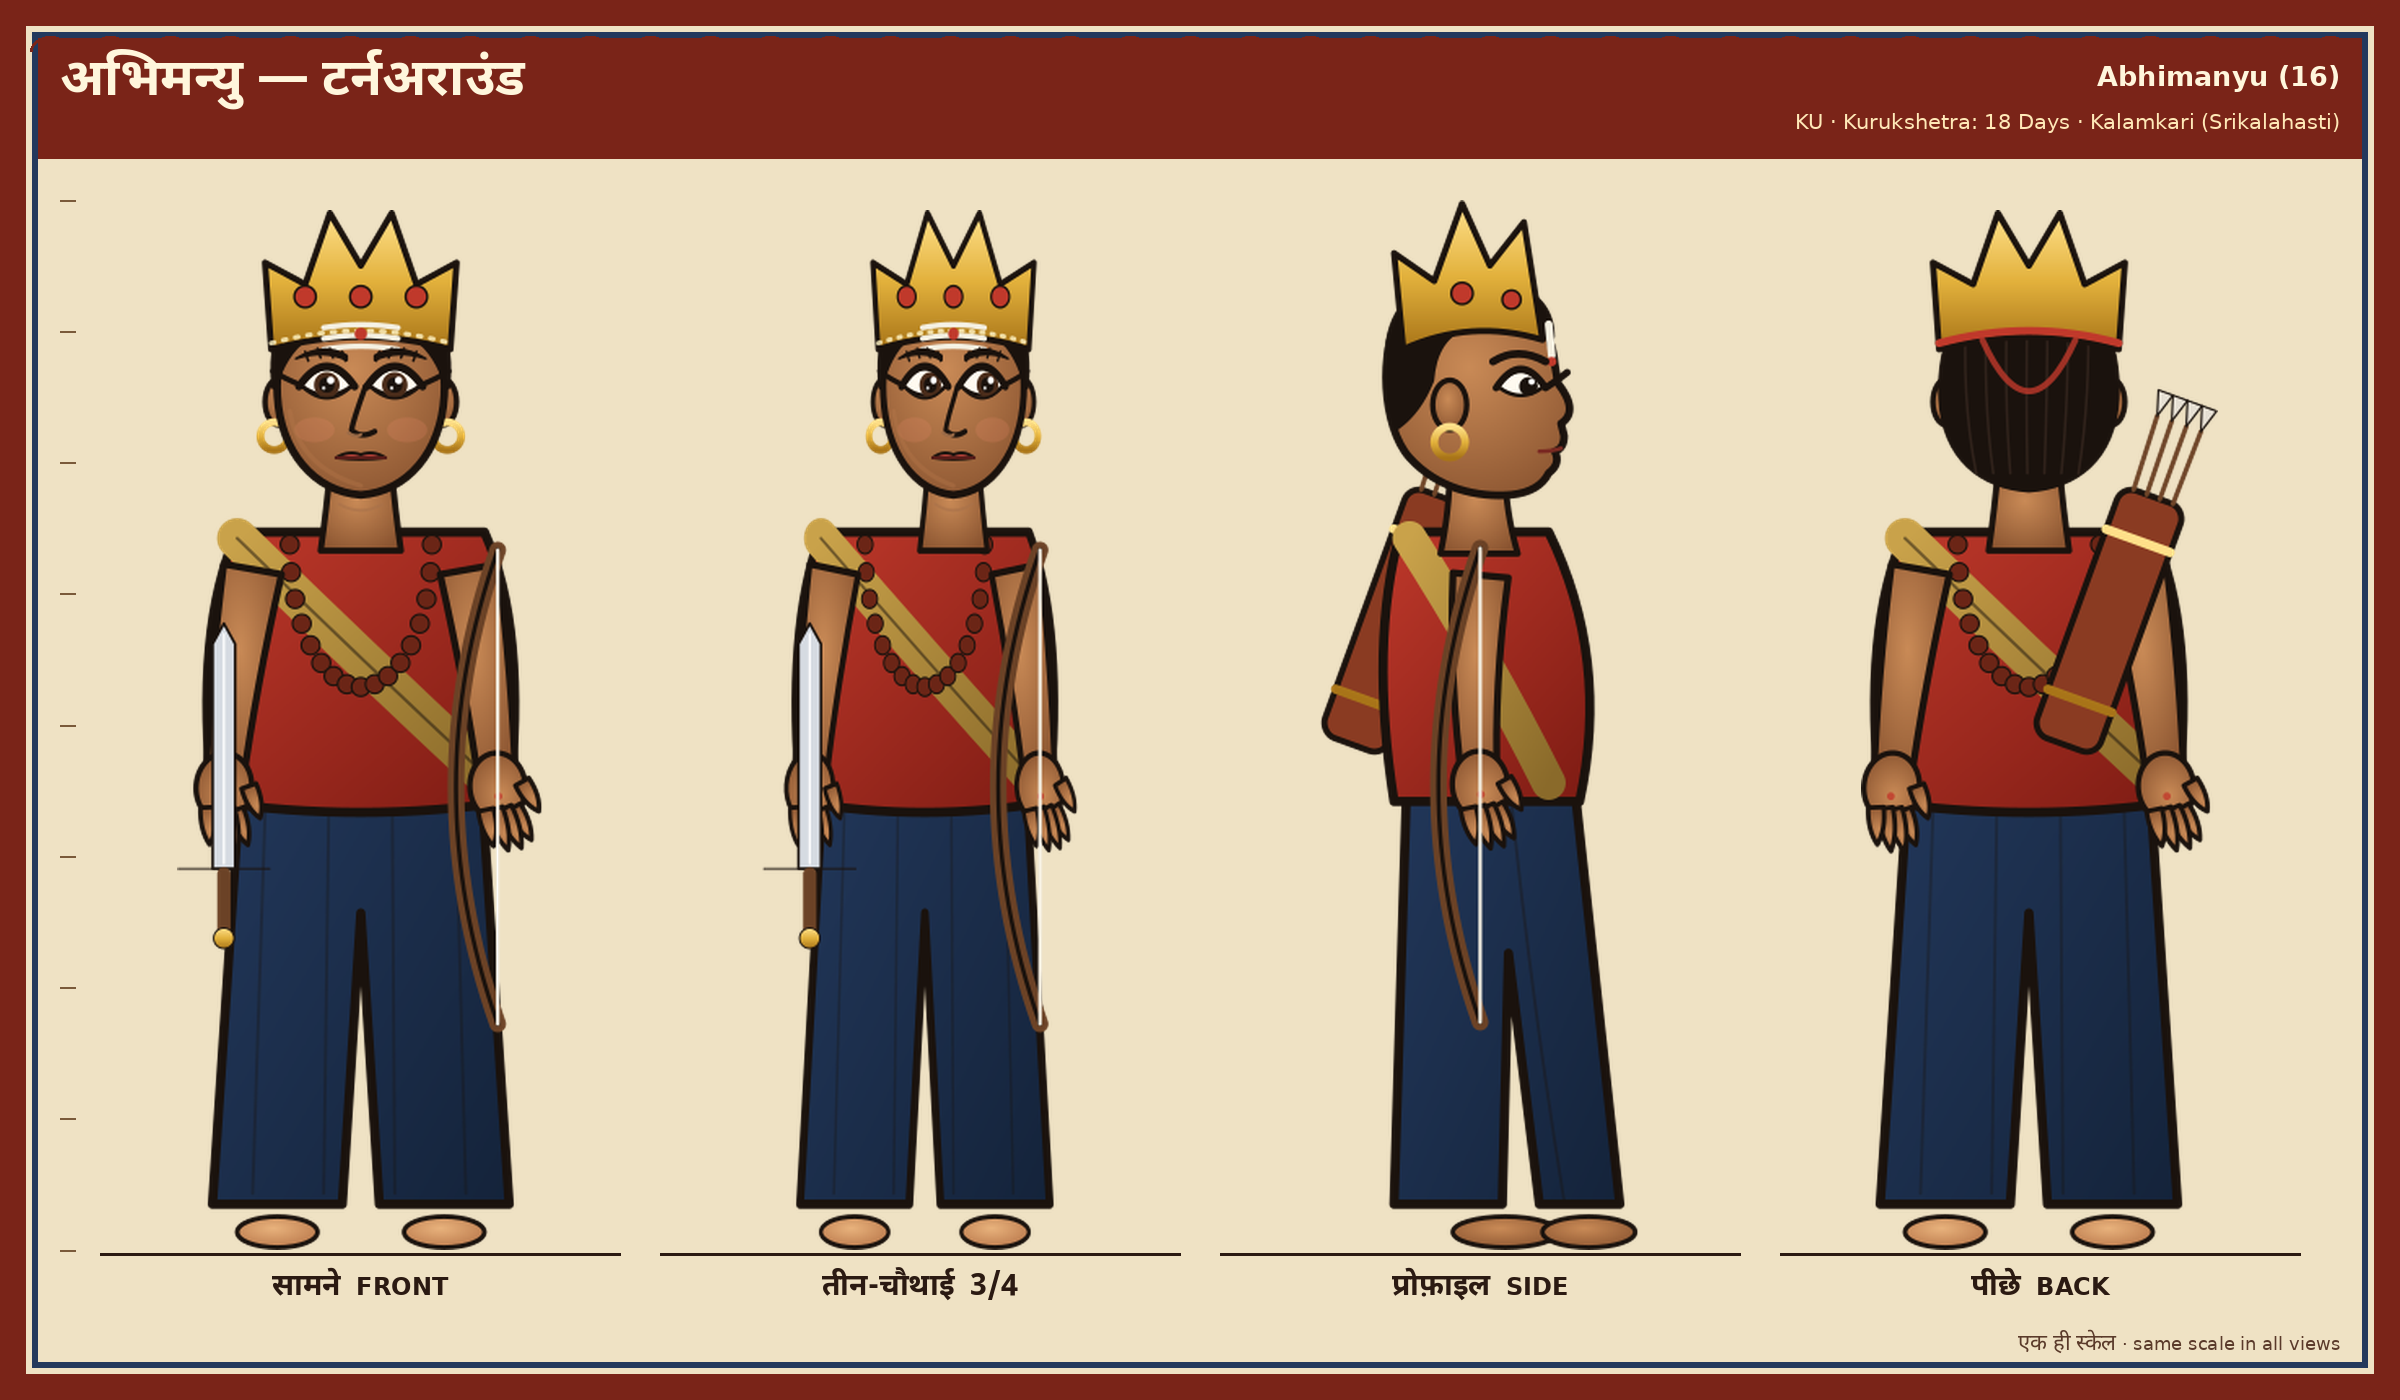 अभिमन्यु — टर्नअराउंड
Abhimanyu (16)
KU · Kurukshetra: 18 Days · Kalamkari (Srikalahasti)
सामने FRONT
तीन-चौथाई 3/4
प्रोफ़ाइल SIDE
पीछे BACK
एक ही स्केल · same scale in all views